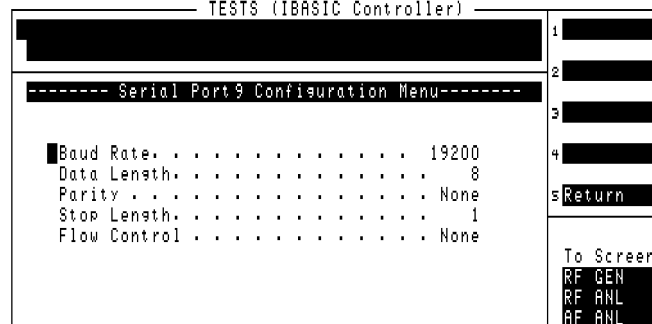 TESTS (IBASIC Controller)
-------- Serial Port 9 Configuration Menu--------
Baud Rate. . . . . . . . . . . . . . 19200
Data Length. . . . . . . . . . . . . . 8
Parity . . . . . . . . . . . . . . . None
Stop Length. . . . . . . . . . . . . . 1
Flow Control . . . . . . . . . . . . None
1
2
3
4
5 Return
To Screen
RF GEN
RF ANL
AF ANL